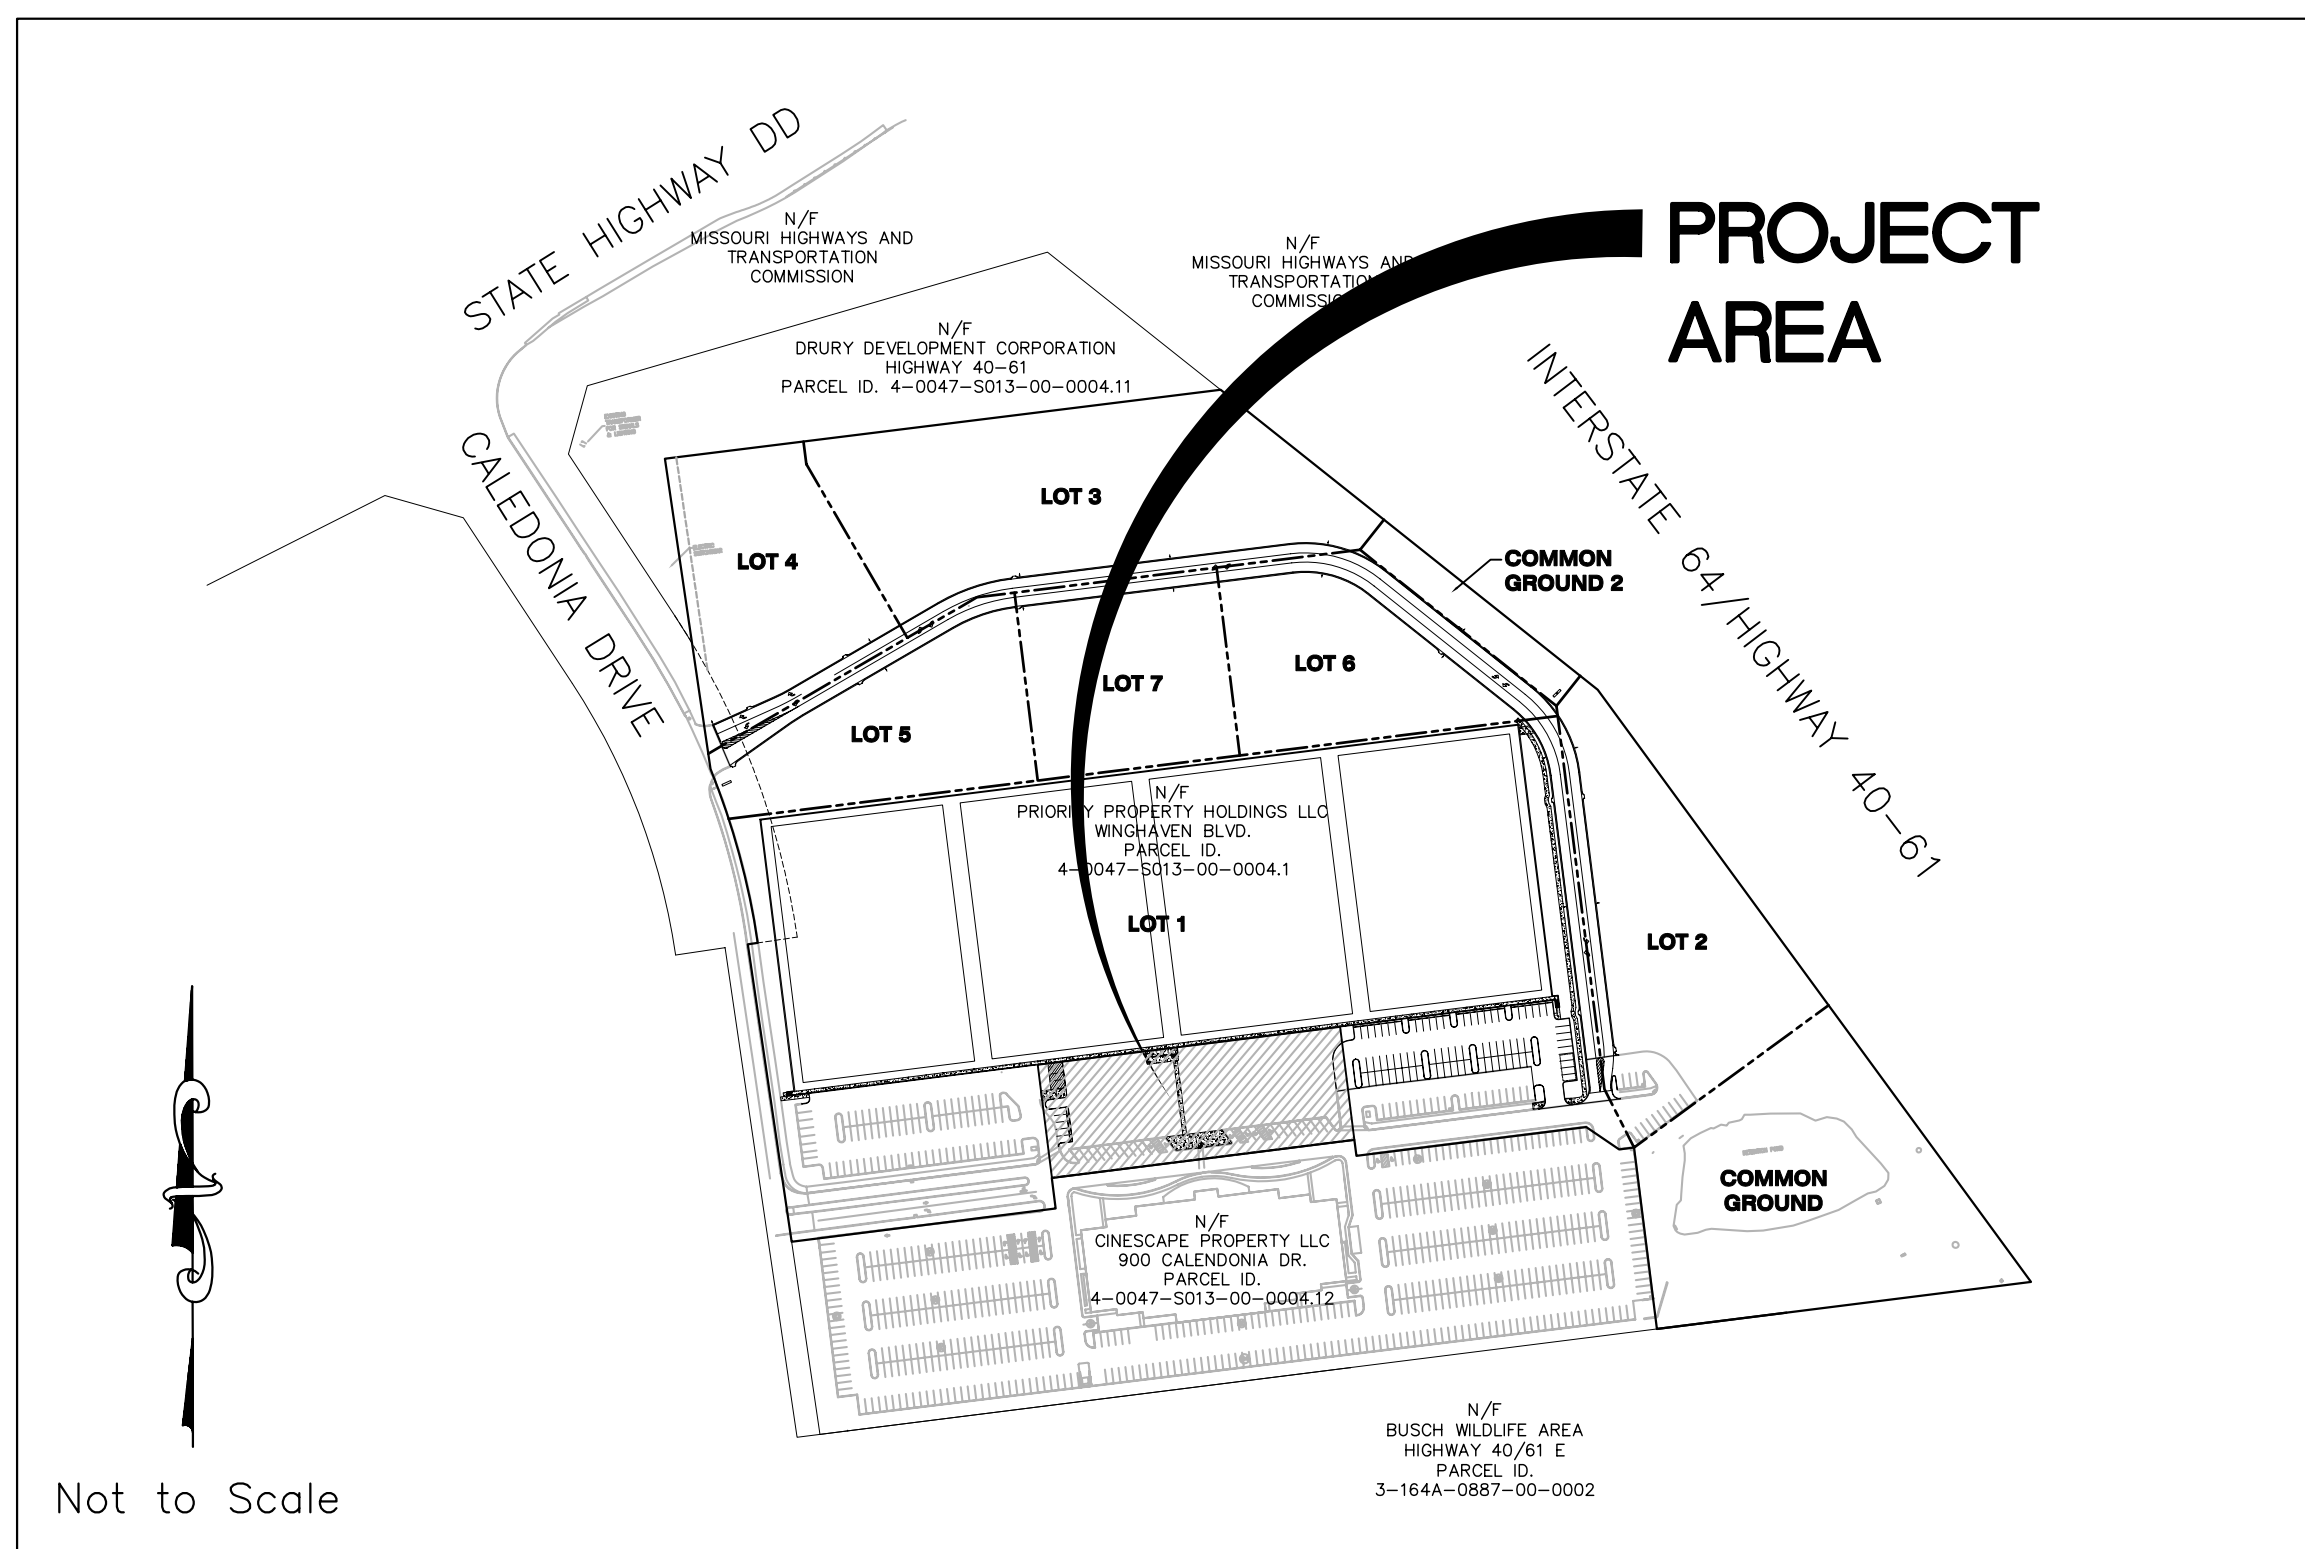 STATE HIGHWAY DD
N/F
MISSOURI HIGHWAYS AND
TRANSPORTATION
COMMISSION
N/F
MISSOURI HIGHWAYS AND
TRANSPORTATION
COMMISSION
PROJECT
AREA
N/F
DRURY DEVELOPMENT CORPORATION
HIGHWAY 40-61
PARCEL ID. 4-0047-S013-00-0004.11
INTERSTATE 64/HIGHWAY 40-61
CALEDONIA DRIVE
LOT 3
LOT 4
COMMON
GROUND 2
LOT 7
LOT 6
LOT 5
N/F
PRIORITY PROPERTY HOLDINGS LLC
WINGHAVEN BLVD.
PARCEL ID.
4-0047-S013-00-0004.1
LOT 1
LOT 2
COMMON
GROUND
N/F
CINESCAPE PROPERTY LLC
900 CALENDONIA DR.
PARCEL ID.
4-0047-S013-00-0004.12
N/F
BUSCH WILDLIFE AREA
HIGHWAY 40/61 E
PARCEL ID.
3-164A-0887-00-0002
Not to Scale